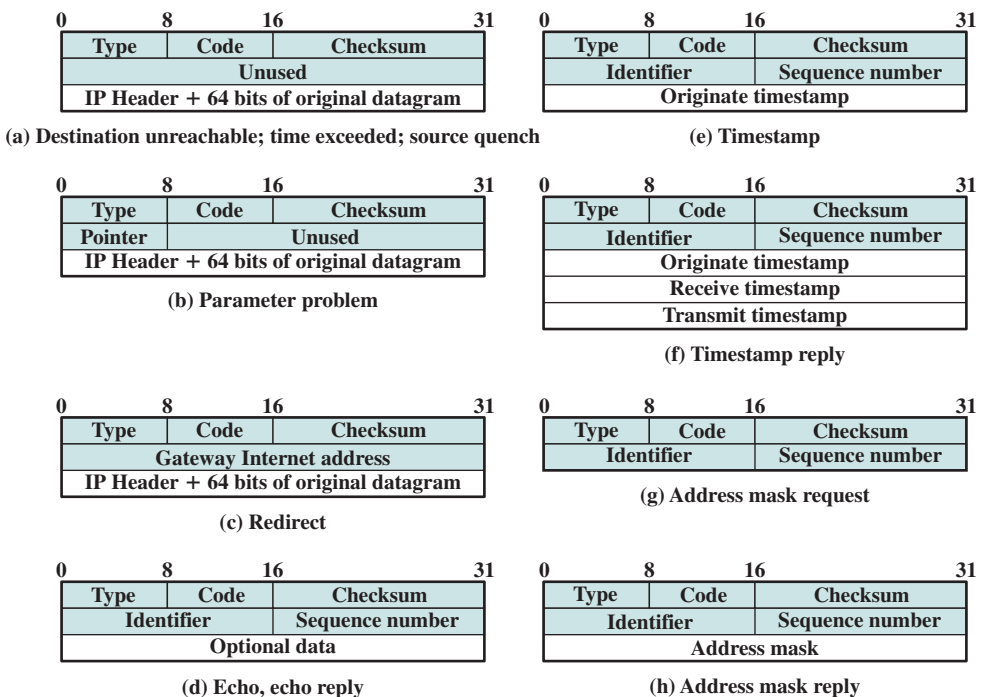 0 8 16 31
Type Code Checksum
Unused
IP Header + 64 bits of original datagram
(a) Destination unreachable; time exceeded; source quench
0 8 16 31
Type Code Checksum
Pointer Unused
IP Header + 64 bits of original datagram
(b) Parameter problem
0 8 16 31
Type Code Checksum
Gateway Internet address
IP Header + 64 bits of original datagram
(c) Redirect
0 8 16 31
Type Code Checksum
Identifier Sequence number
Optional data
(d) Echo, echo reply
0 8 16 31
Type Code Checksum
Identifier Sequence number
Originate timestamp
(e) Timestamp
0 8 16 31
Type Code Checksum
Identifier Sequence number
Originate timestamp
Receive timestamp
Transmit timestamp
(f) Timestamp reply
0 8 16 31
Type Code Checksum
Identifier Sequence number
(g) Address mask request
0 8 16 31
Type Code Checksum
Identifier Sequence number
Address mask
(h) Address mask reply